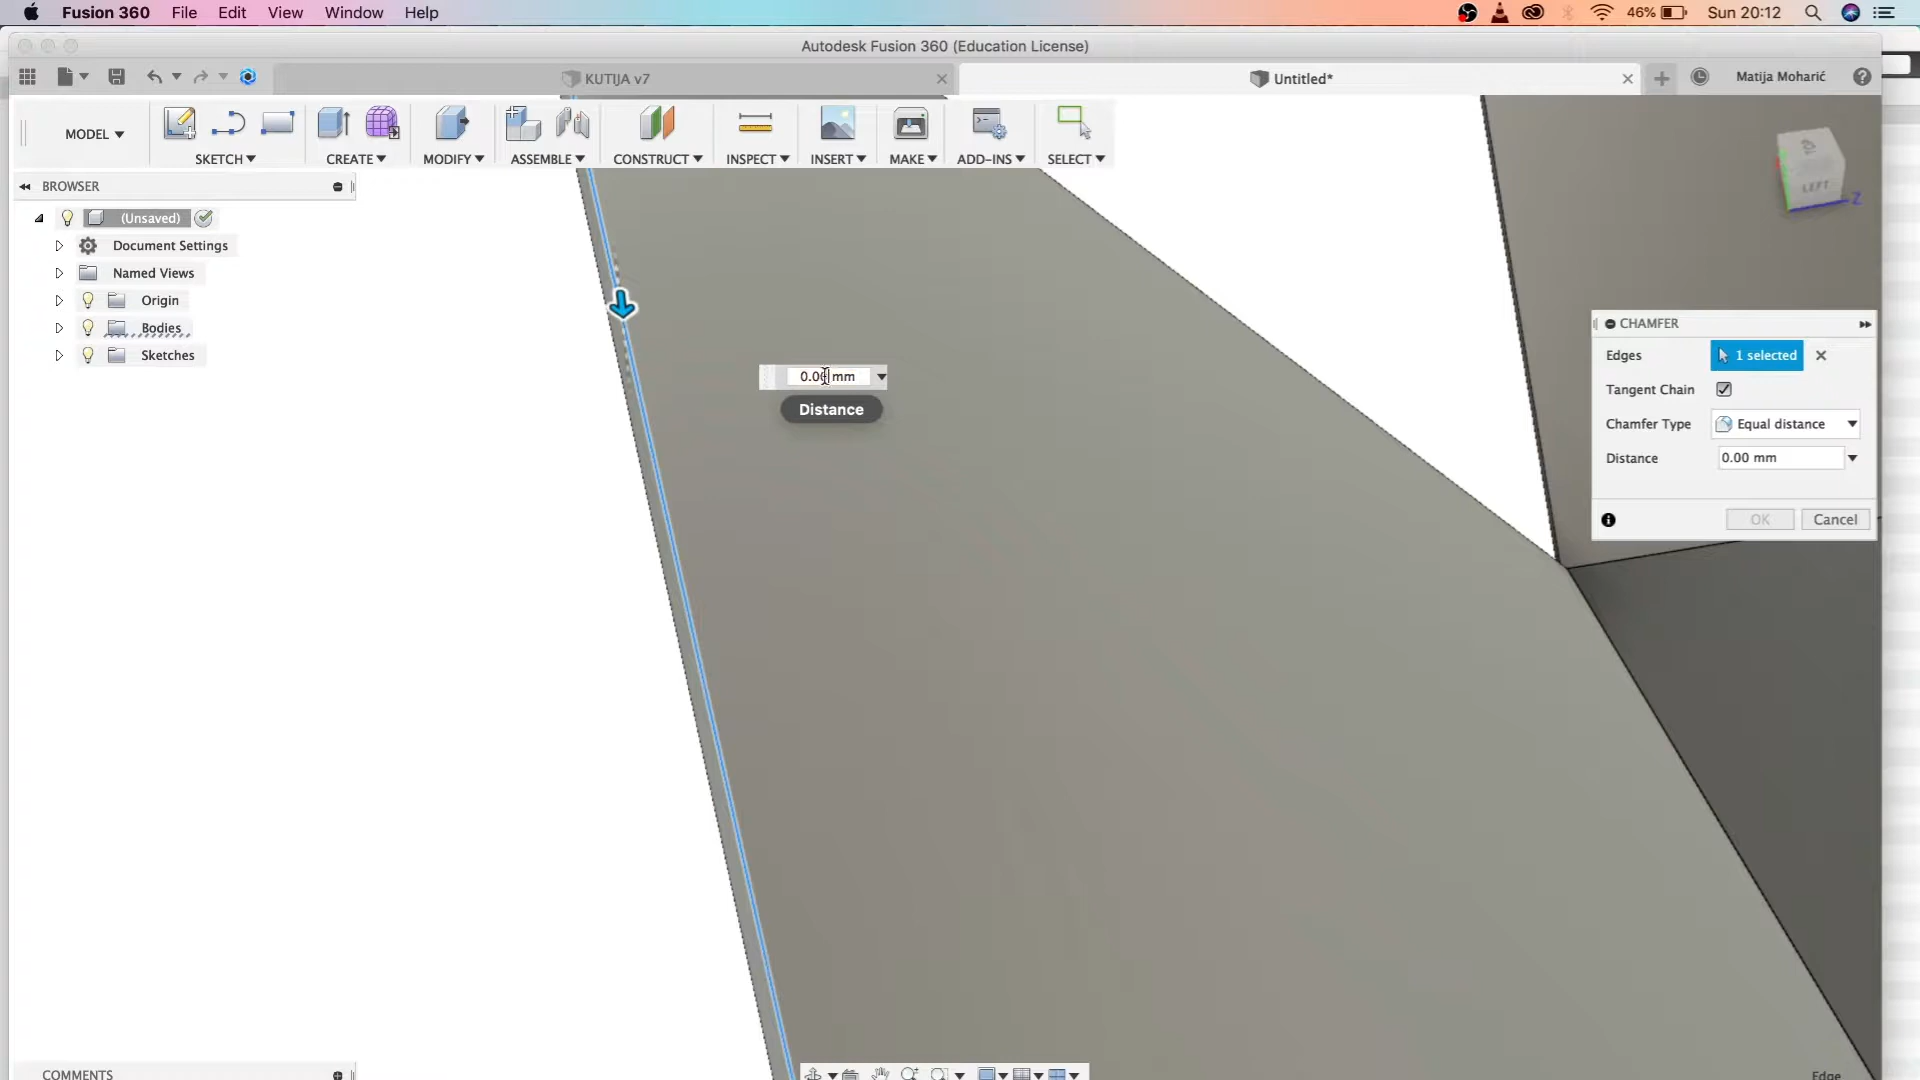 Fusion 360 File Edit View Window Help 46% Sun 20:12
Autodesk Fusion 360 (Education License)
KUTIJA v7 Untitled* Matija Moharić
MODEL
SKETCH CREATE MODIFY ASSEMBLE CONSTRUCT INSPECT INSERT MAKE ADD-INS SELECT
BROWSER
(Unsaved)
Document Settings
Named Views
Origin
Bodies
Sketches
LEFT
Z
0.00 mm
Distance
CHAMFER
Edges 1 selected
Tangent Chain
Chamfer Type Equal distance
Distance 0.00 mm
OK Cancel
COMMENTS
Edge